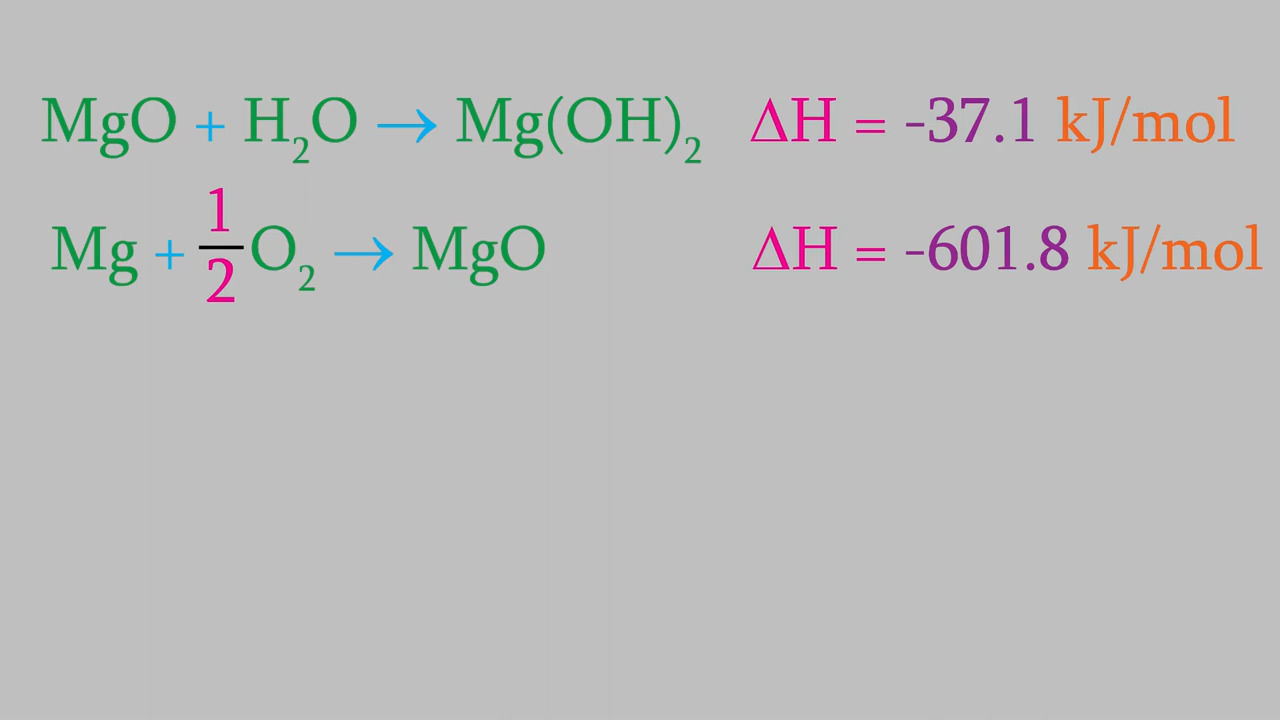 MgO + H₂O → Mg(OH)₂ ΔH = -37.1 kJ/mol
Mg + 1/2 O₂ → MgO ΔH = -601.8 kJ/mol